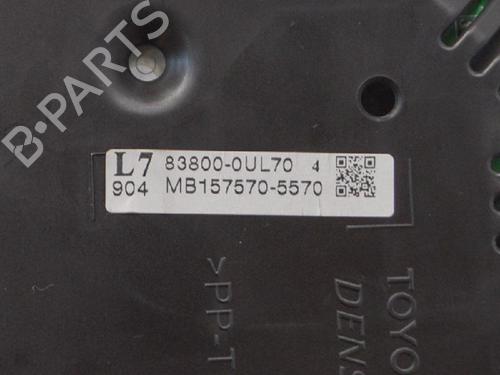 B-PARTS
L7 83800-0UL70 4
904 MB157570-5570
>PP-T
TOYO
DENS